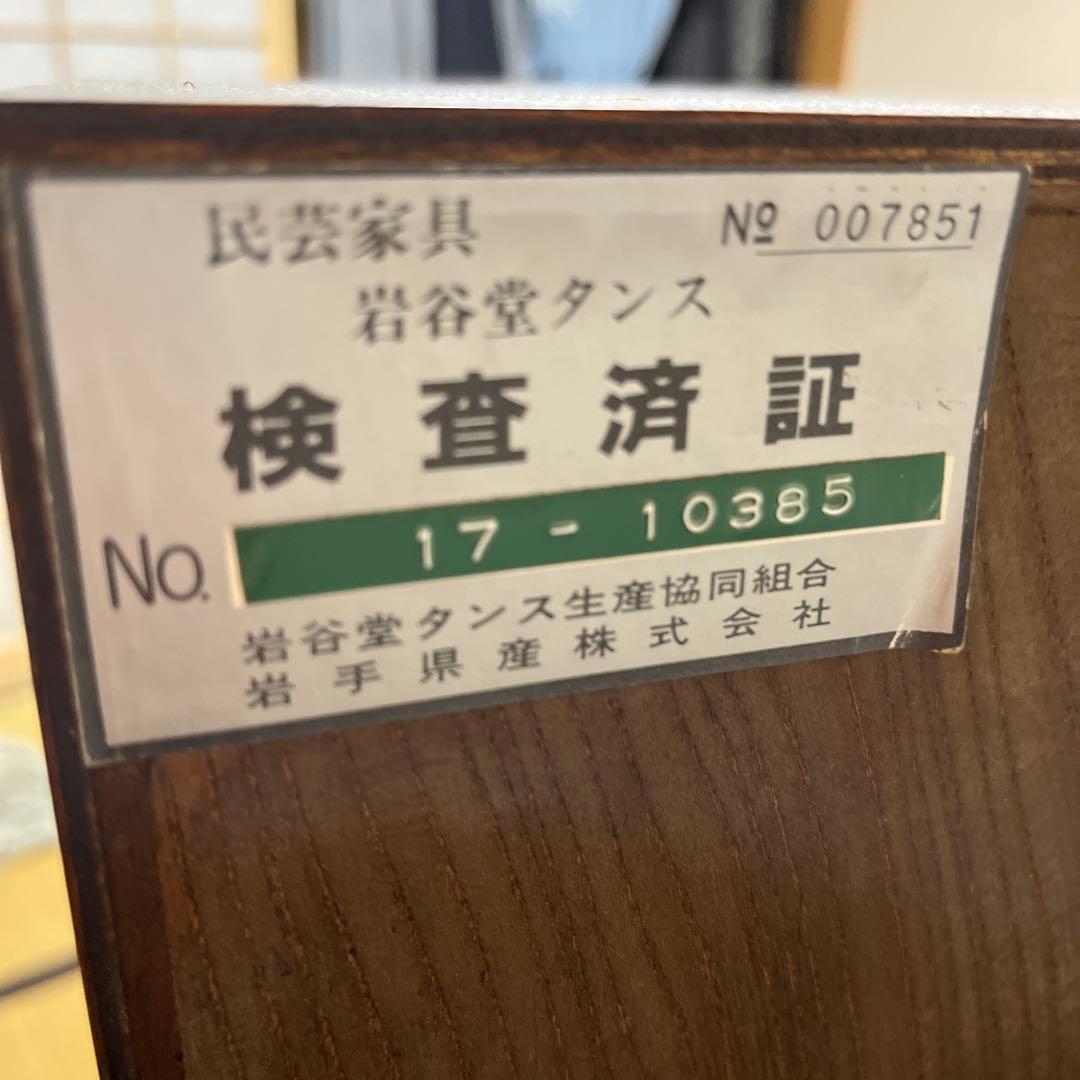 民芸家具
№ 007851
岩谷堂タンス
検査済証
No. 17-10385
岩谷堂タンス生産協同組合
岩手県産株式会社